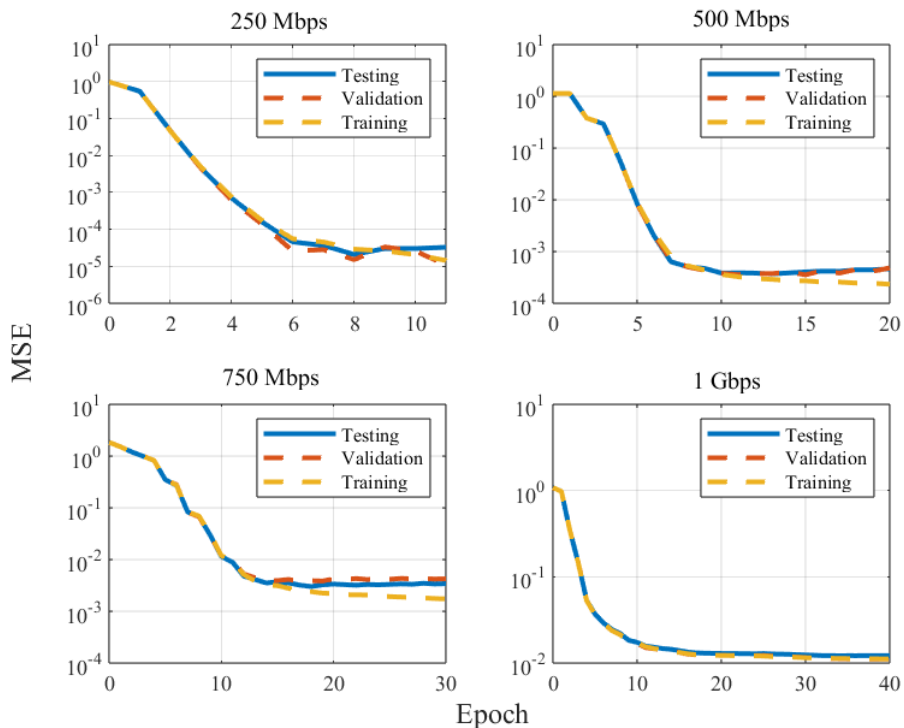 250 Mbps
10^1
10^0
10^-1
10^-2
10^-3
10^-4
10^-5
10^-6
0 2 4 6 8 10
Testing
Validation
Training
500 Mbps
10^1
10^0
10^-1
10^-2
10^-3
10^-4
0 5 10 15 20
Testing
Validation
Training
MSE
750 Mbps
10^1
10^0
10^-1
10^-2
10^-3
10^-4
0 10 20 30
Testing
Validation
Training
1 Gbps
10^1
10^0
10^-1
10^-2
0 10 20 30 40
Testing
Validation
Training
Epoch